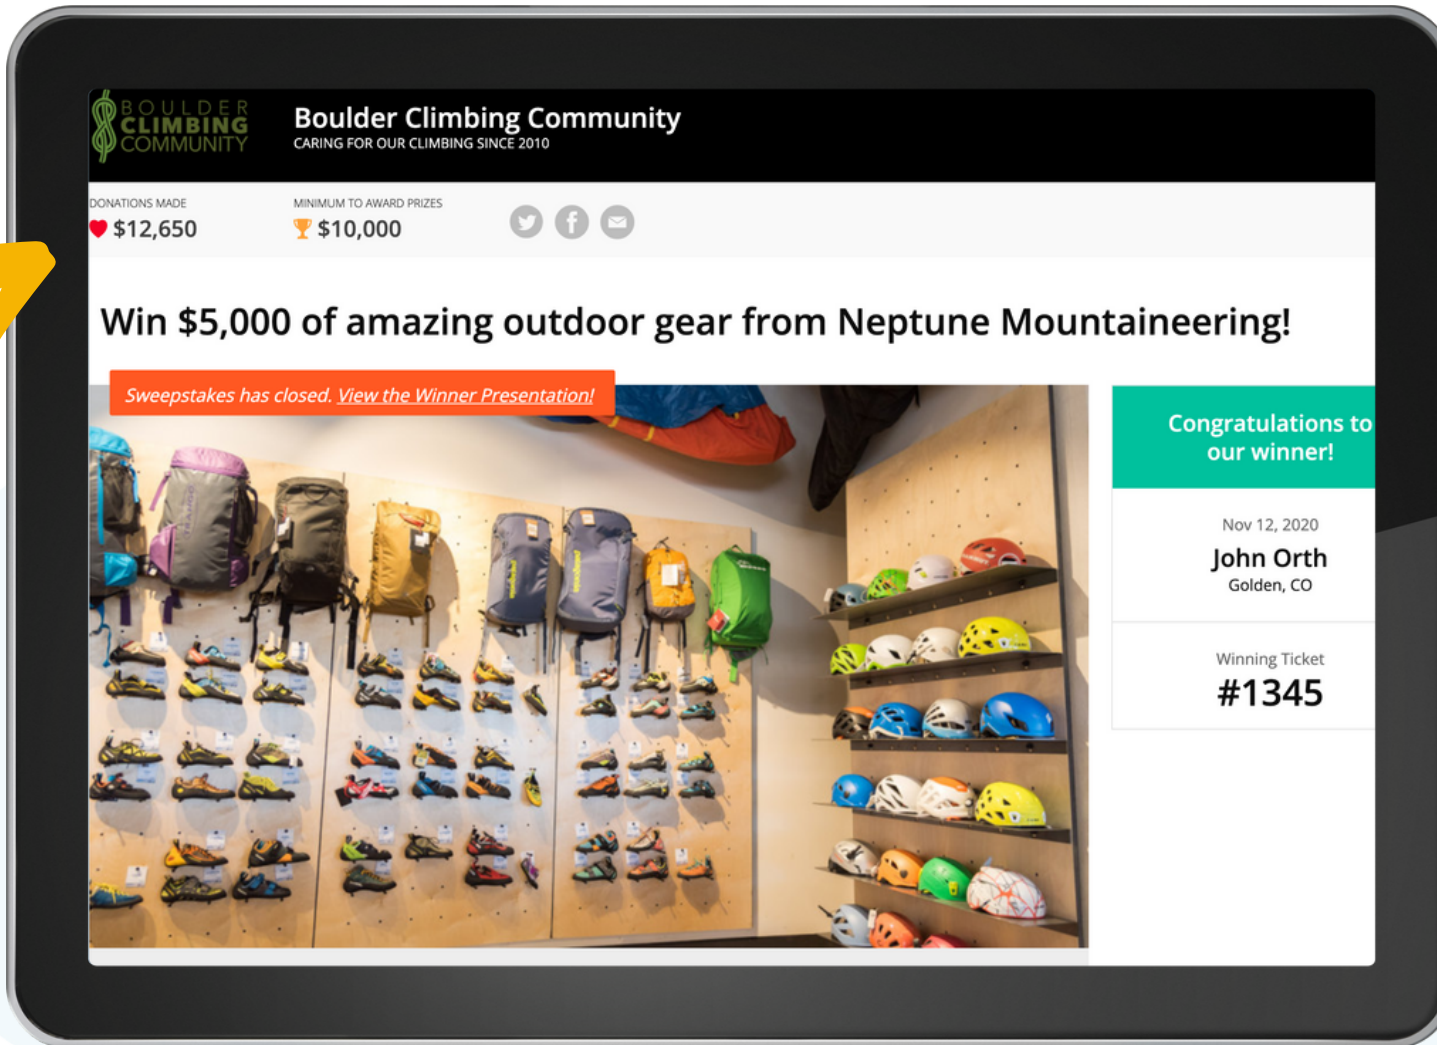 BOULDER
CLIMBING
COMMUNITY
Boulder Climbing Community
CARING FOR OUR CLIMBING SINCE 2010
DONATIONS MADE
$12,650
MINIMUM TO AWARD PRIZES
$10,000
Win $5,000 of amazing outdoor gear from Neptune Mountaineering!
Sweepstakes has closed. View the Winner Presentation!
Congratulations to
our winner!
Nov 12, 2020
John Orth
Golden, CO
Winning Ticket
#1345